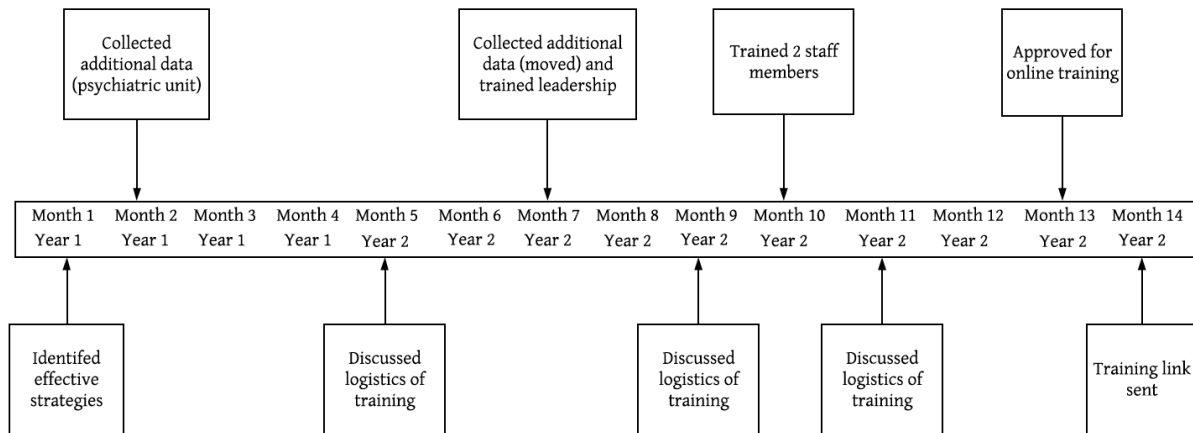 Collected
additional data
(psychiatric unit)
Collected additional
data (moved) and
trained leadership
Trained 2 staff
members
Approved for
online training
Month 1 Month 2 Month 3 Month 4 Month 5 Month 6 Month 7 Month 8 Month 9 Month 10 Month 11 Month 12 Month 13 Month 14
Year 1 Year 1 Year 1 Year 1 Year 2 Year 2 Year 2 Year 2 Year 2 Year 2 Year 2 Year 2 Year 2 Year 2
Identifed
effective
strategies
Discussed
logistics of
training
Discussed
logistics of
training
Discussed
logistics of
training
Training link
sent